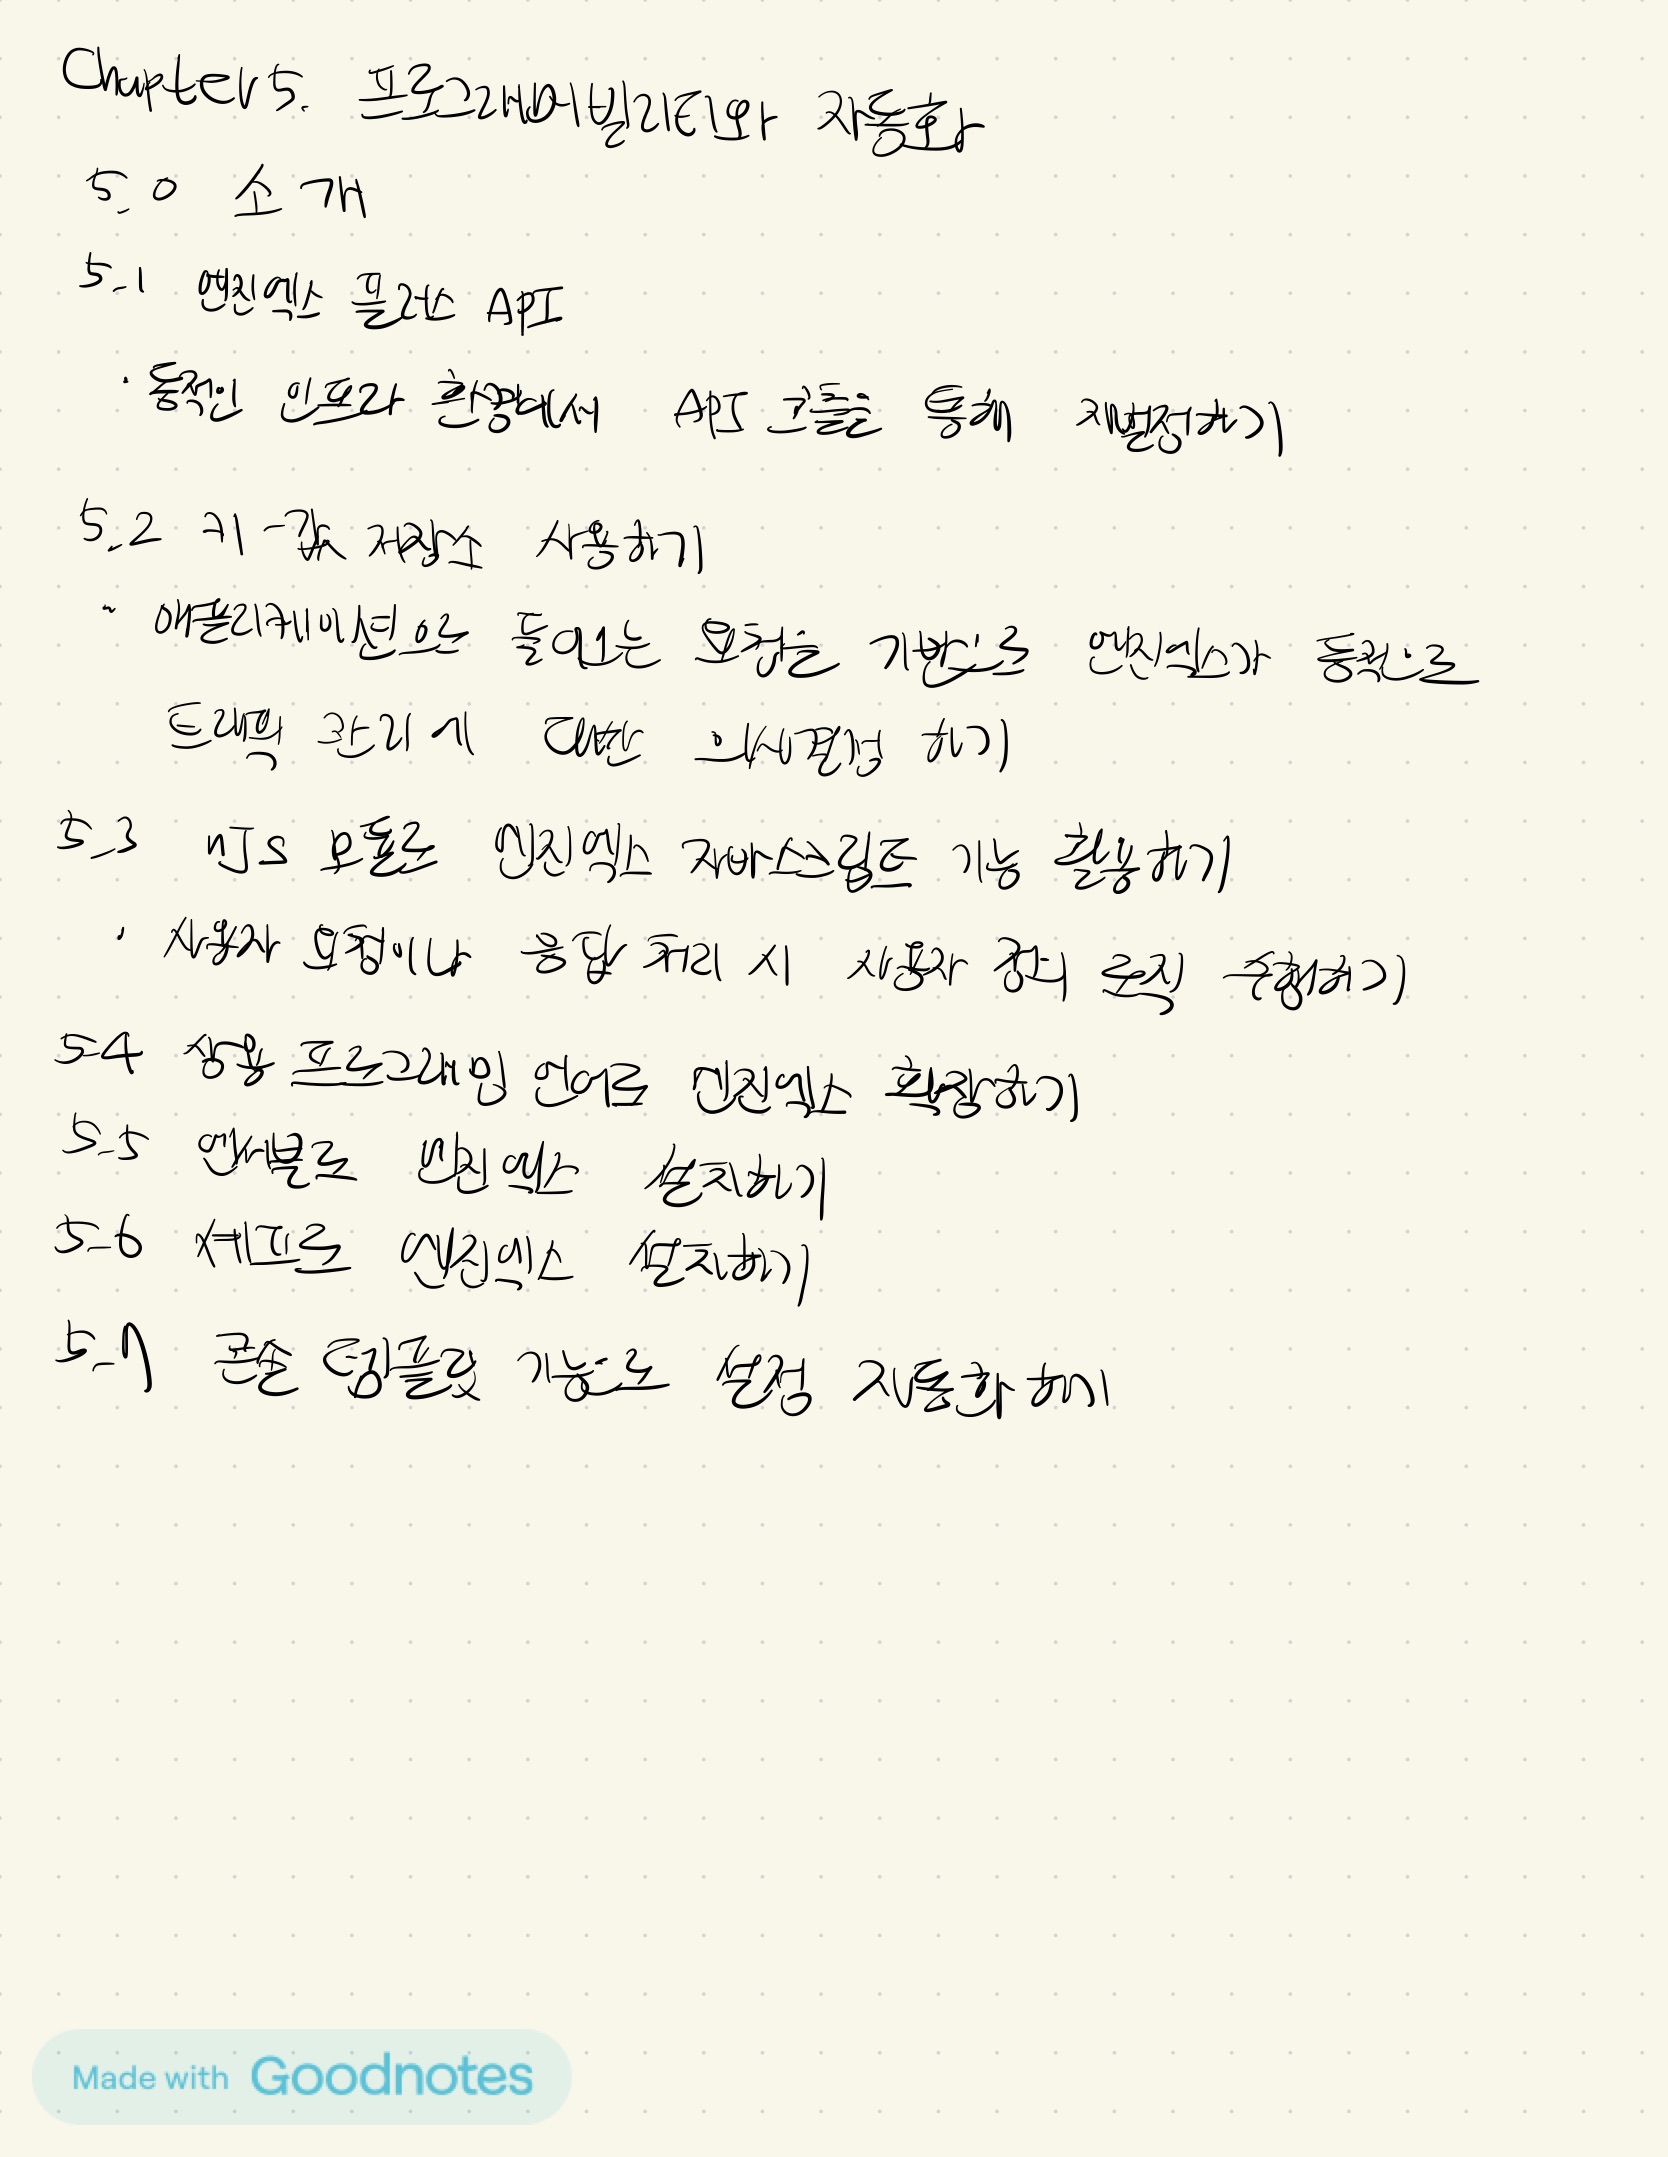 Chapter 5. 프로그래머빌리티와 자동화
5.0 소개
5.1 엔진엑스 플러스 API
· 동적인 인프라 환경에서 API 호출을 통해 재설정하기
5.2 키-값 저장소 사용하기
· 애플리케이션으로 들어오는 요청을 기반으로 엔진엑스가 동적으로
트래픽 관리에 대한 의사결정 하기
5.3 njs 모듈로 엔진엑스 자바스크립트 기능 활용하기
· 사용자 요청이나 응답 처리 시 사용자 정의 로직 수행하기
5.4 상용 프로그래밍 언어로 엔진엑스 확장하기
5.5 앤서블로 엔진엑스 설치하기
5.6 셰프로 엔진엑스 설치하기
5.7 콘술 템플릿 기능으로 설정 자동화하기
Made with Goodnotes